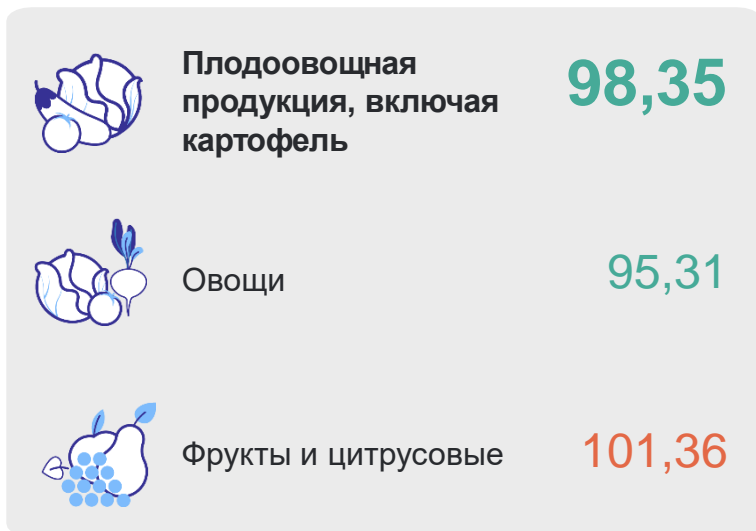 Плодоовощная
продукция, включая
картофель
98,35
Овощи
95,31
Фрукты и цитрусовые
101,36